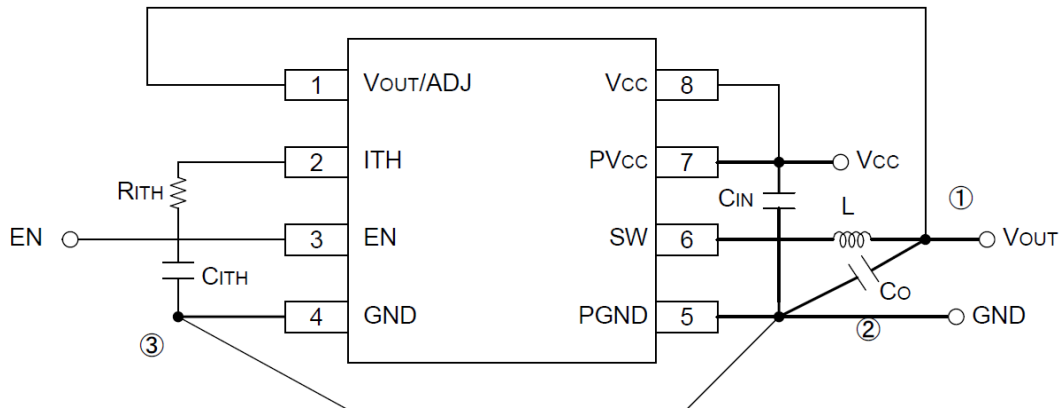 1 VOUT/ADJ VCC 8
2 ITH PVCC 7 VCC
RITH CIN L ①
EN 3 EN SW 6 VOUT
CITH CO
4 GND PGND 5 GND
③ ②